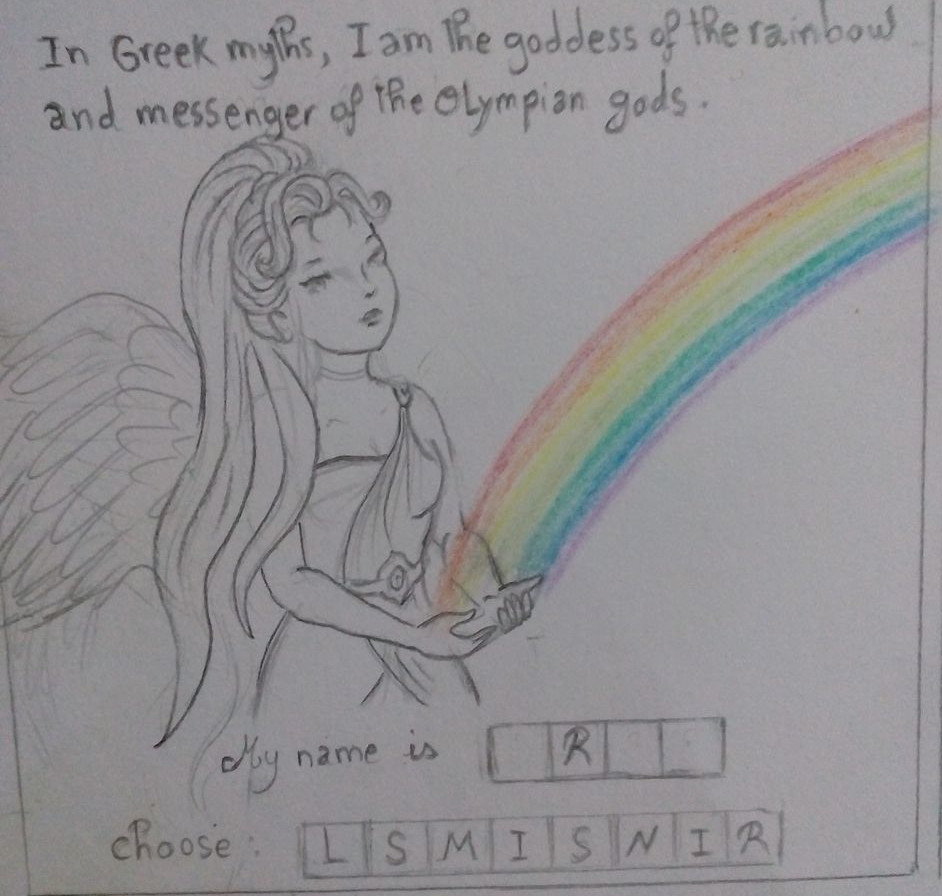 In Greek myths, I am the goddess of the rainbow
and messenger of the Olympian gods.
My name is R
choose: L S M I S N I R